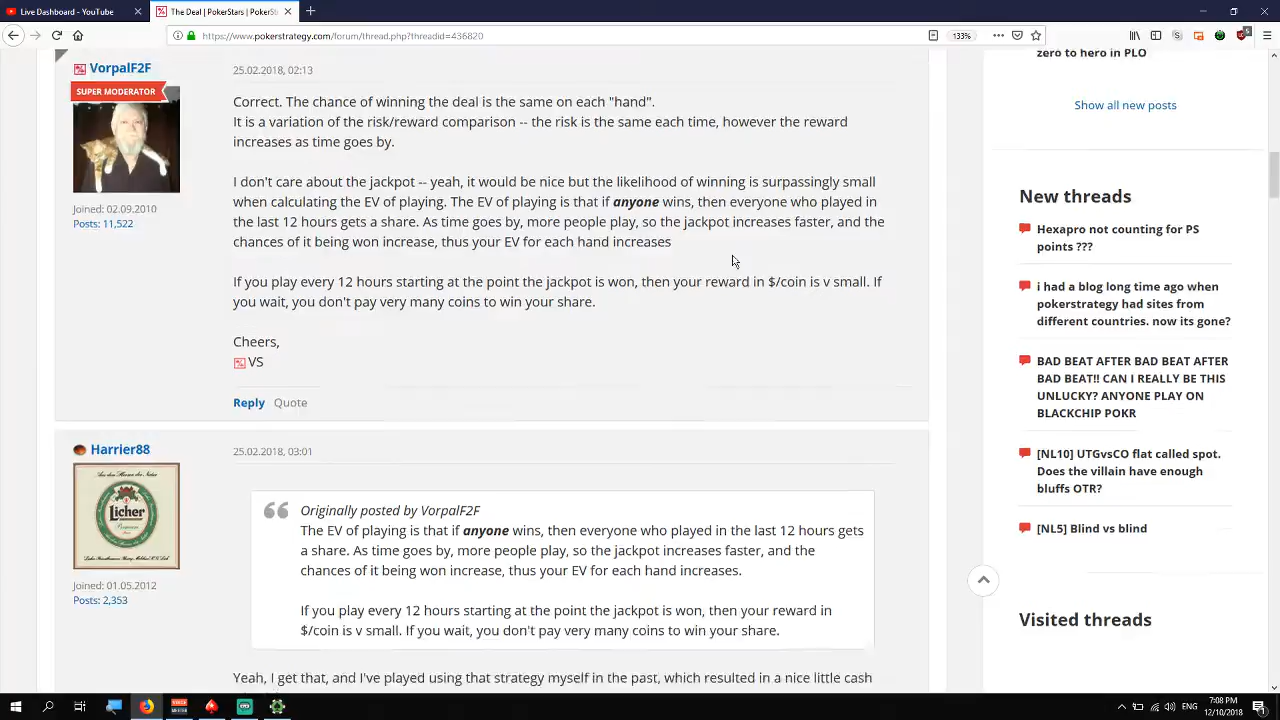 Live Dashboard - YouTube
The Deal | PokerStars | PokerSt
https://www.pokerstrategy.com/forum/thread.php?threadid=436820
133%
VorpalF2F
SUPER MODERATOR
Joined: 02.09.2010
Posts: 11,522
25.02.2018, 02:13
Correct. The chance of winning the deal is the same on each "hand".
It is a variation of the risk/reward comparison -- the risk is the same each time, however the reward
increases as time goes by.
I don't care about the jackpot -- yeah, it would be nice but the likelihood of winning is surpassingly small
when calculating the EV of playing. The EV of playing is that if anyone wins, then everyone who played in
the last 12 hours gets a share. As time goes by, more people play, so the jackpot increases faster, and the
chances of it being won increase, thus your EV for each hand increases
If you play every 12 hours starting at the point the jackpot is won, then your reward in $/coin is v small. If
you wait, you don't pay very many coins to win your share.
Cheers,
VS
Reply Quote
Harrier88
Licher
Joined: 01.05.2012
Posts: 2,353
25.02.2018, 03:01
Originally posted by VorpalF2F
The EV of playing is that if anyone wins, then everyone who played in the last 12 hours gets
a share. As time goes by, more people play, so the jackpot increases faster, and the
chances of it being won increase, thus your EV for each hand increases.
If you play every 12 hours starting at the point the jackpot is won, then your reward in
$/coin is v small. If you wait, you don't pay very many coins to win your share.
Yeah, I get that, and I've played using that strategy myself in the past, which resulted in a nice little cash
zero to hero in PLO
Show all new posts
New threads
Hexapro not counting for PS
points ???
i had a blog long time ago when
pokerstrategy had sites from
different countries. now its gone?
BAD BEAT AFTER BAD BEAT AFTER
BAD BEAT!! CAN I REALLY BE THIS
UNLUCKY? ANYONE PLAY ON
BLACKCHIP POKR
[NL10] UTGvsCO flat called spot.
Does the villain have enough
bluffs OTR?
[NL5] Blind vs blind
Visited threads
ENG
7:08 PM
12/10/2018